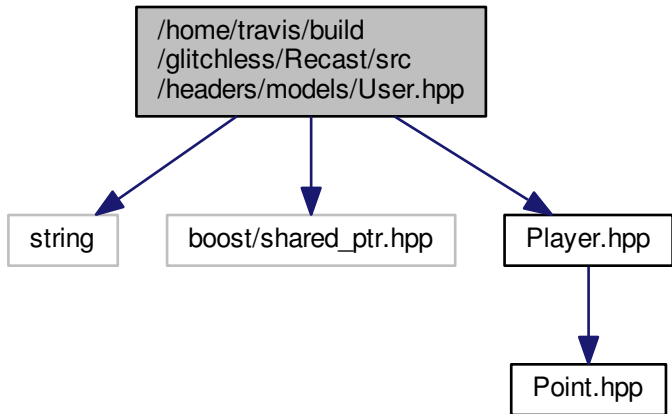 /home/travis/build
/glitchless/Recast/src
/headers/models/User.hpp
string
boost/shared_ptr.hpp
Player.hpp
Point.hpp